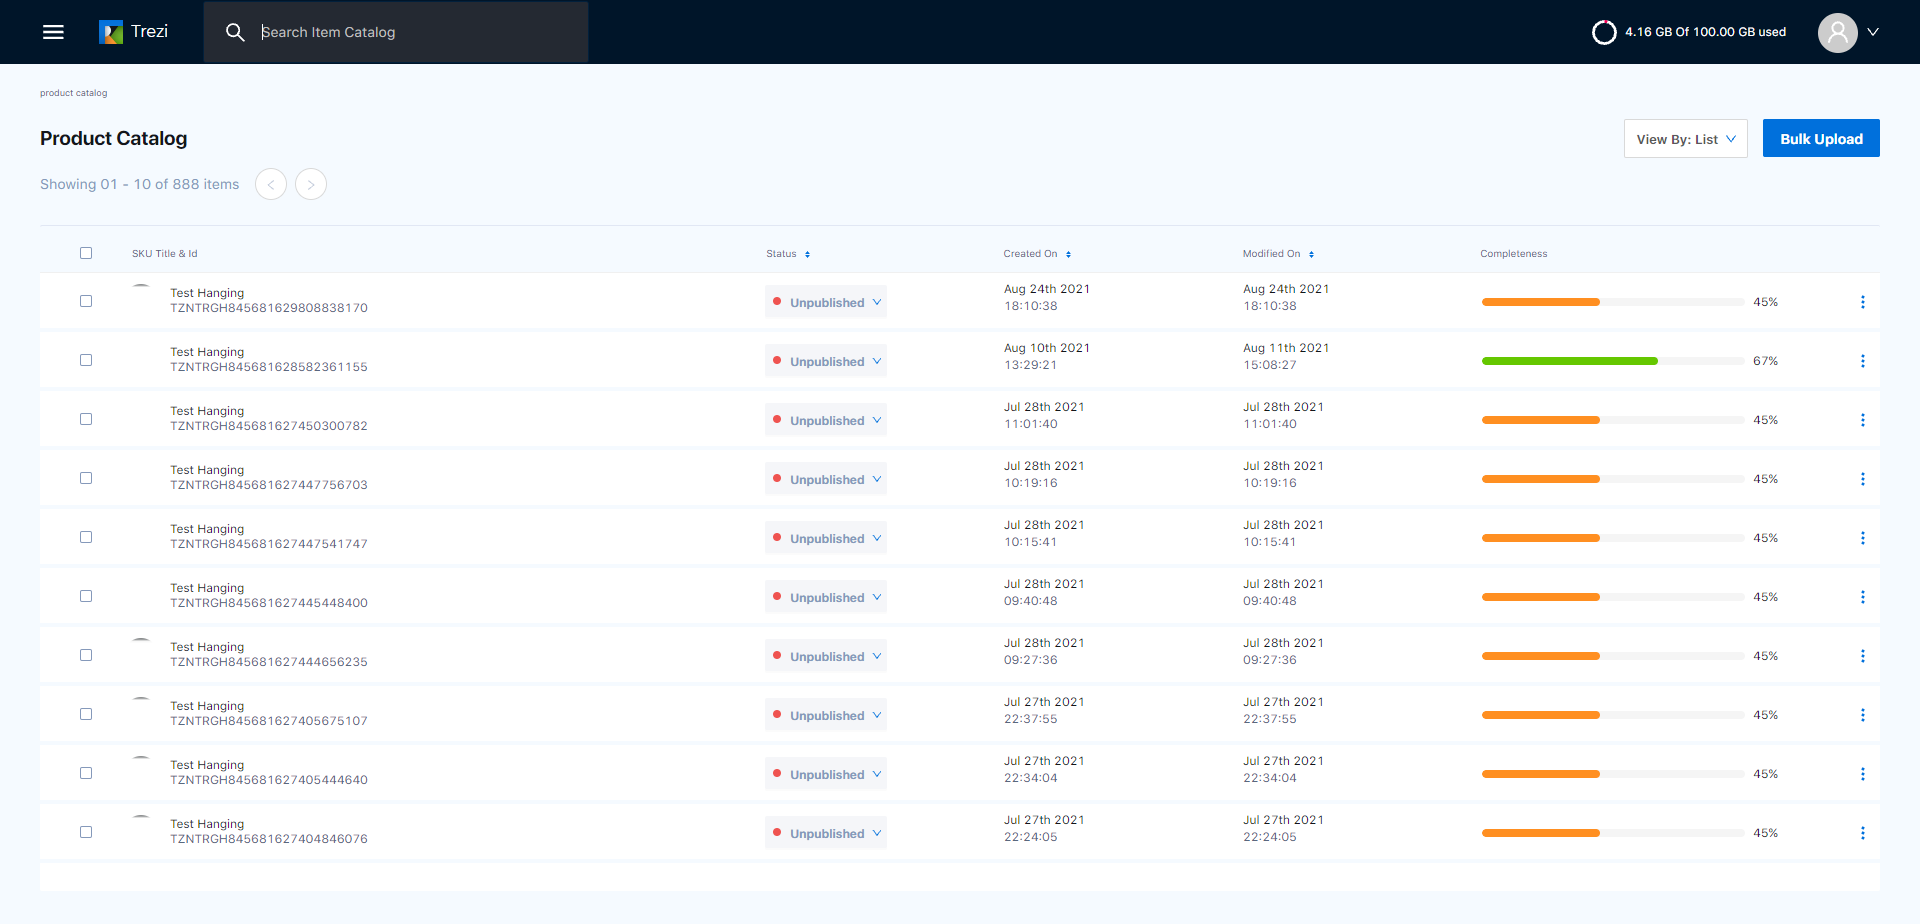 Trezi
Search Item Catalog
4.16 GB Of 100.00 GB used
product catalog
Product Catalog
View By: List
Bulk Upload
Showing 01 - 10 of 888 items
SKU Title & Id Status Created On Modified On Completeness
Test Hanging
TZNTRGH845681629808838170
Unpublished
Aug 24th 2021
18:10:38
Aug 24th 2021
18:10:38
45%
Test Hanging
TZNTRGH845681628582361155
Unpublished
Aug 10th 2021
13:29:21
Aug 11th 2021
15:08:27
67%
Test Hanging
TZNTRGH845681627450300782
Unpublished
Jul 28th 2021
11:01:40
Jul 28th 2021
11:01:40
45%
Test Hanging
TZNTRGH845681627447756703
Unpublished
Jul 28th 2021
10:19:16
Jul 28th 2021
10:19:16
45%
Test Hanging
TZNTRGH845681627447541747
Unpublished
Jul 28th 2021
10:15:41
Jul 28th 2021
10:15:41
45%
Test Hanging
TZNTRGH845681627445448400
Unpublished
Jul 28th 2021
09:40:48
Jul 28th 2021
09:40:48
45%
Test Hanging
TZNTRGH845681627444656235
Unpublished
Jul 28th 2021
09:27:36
Jul 28th 2021
09:27:36
45%
Test Hanging
TZNTRGH845681627405675107
Unpublished
Jul 27th 2021
22:37:55
Jul 27th 2021
22:37:55
45%
Test Hanging
TZNTRGH845681627405444640
Unpublished
Jul 27th 2021
22:34:04
Jul 27th 2021
22:34:04
45%
Test Hanging
TZNTRGH845681627404846076
Unpublished
Jul 27th 2021
22:24:05
Jul 27th 2021
22:24:05
45%